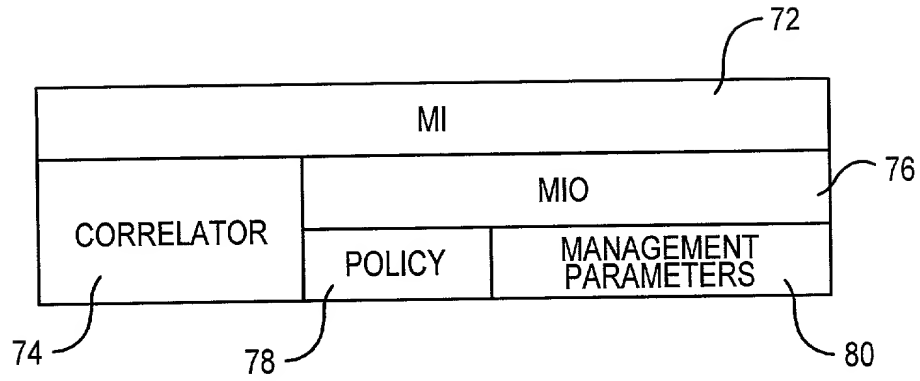 72
MI
76
MIO
CORRELATOR
POLICY
MANAGEMENT
PARAMETERS
74
78
80